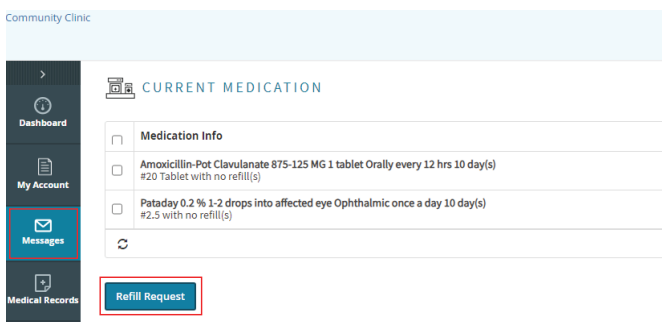 Community Clinic
CURRENT MEDICATION
Dashboard
Medication Info
Amoxicillin-Pot Clavulanate 875-125 MG 1 tablet Orally every 12 hrs 10 day(s)
#20 Tablet with no refill(s)
My Account
Pataday 0.2 % 1-2 drops into affected eye Ophthalmic once a day 10 day(s)
#2.5 with no refill(s)
Messages
Medical Records
Refill Request